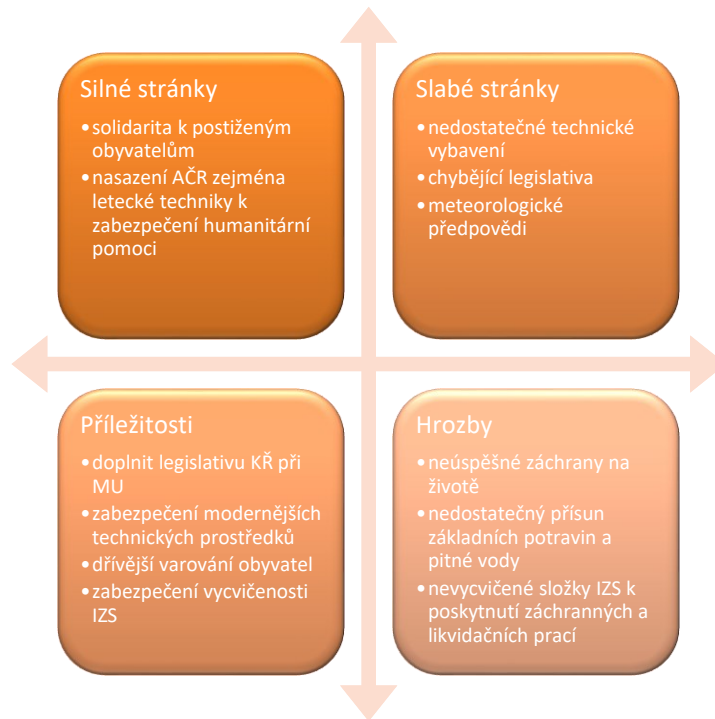 Silné stránky
•solidarita k postiženým
obyvatelům
•nasazení AČR zejména
letecké techniky k
zabezpečení humanitární
pomoci
Slabé stránky
•nedostatečné technické
vybavení
•chybějící legislativa
•meteorologické
předpovědi
Příležitosti
•doplnit legislativu KŘ při
MU
•zabezpečení modernějších
technických prostředků
•dřívější varování obyvatel
•zabezpečení vycvičenosti
IZS
Hrozby
•neúspěšné záchrany na
životě
•nedostatečný přísun
základních potravin a
pitné vody
•nevycvičené složky IZS k
poskytnutí záchranných a
likvidačních prací